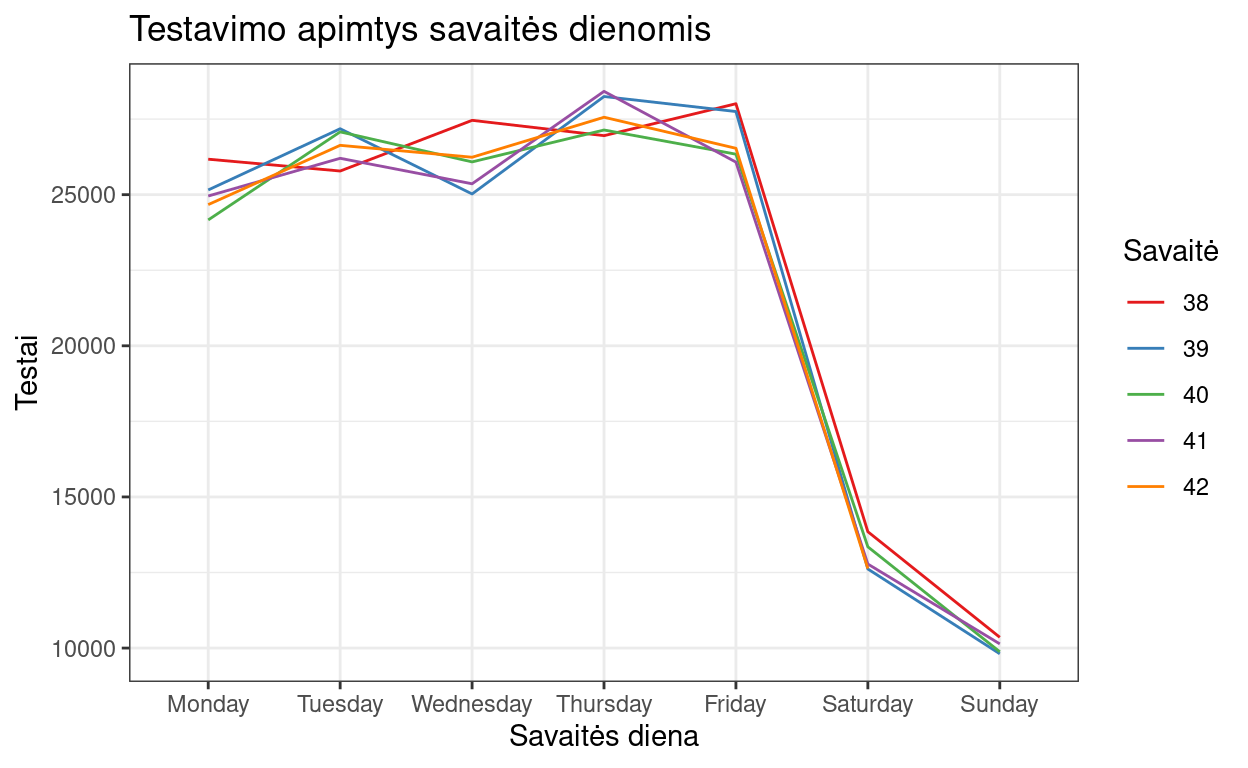 Testavimo apimtys savaitės dienomis
Testai
25000
20000
15000
10000
Monday Tuesday Wednesday Thursday Friday Saturday Sunday
Savaitės diena
Savaitė
38
39
40
41
42